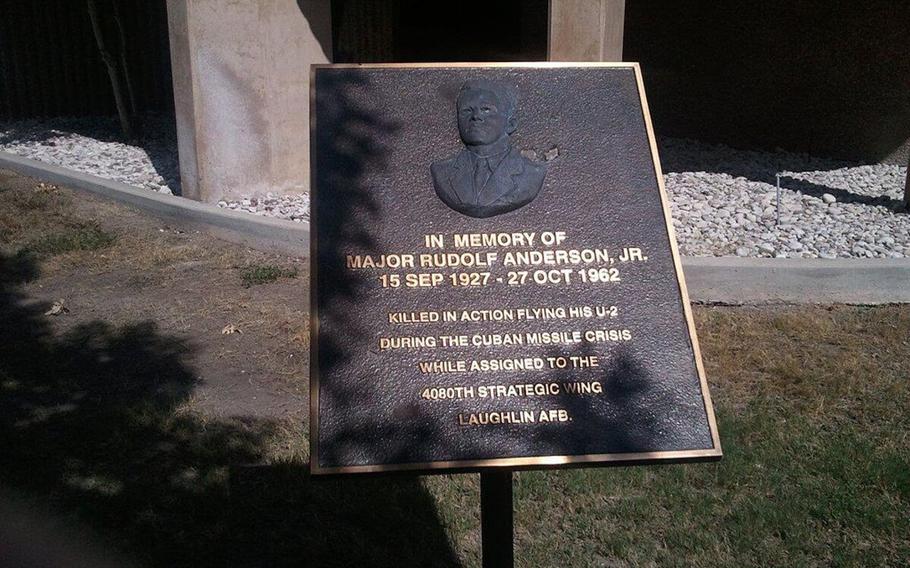 IN MEMORY OF
MAJOR RUDOLF ANDERSON, JR.
15 SEP 1927 - 27 OCT 1962
KILLED IN ACTION FLYING HIS U-2
DURING THE CUBAN MISSILE CRISIS
WHILE ASSIGNED TO THE
4080TH STRATEGIC WING
LAUGHLIN AFB.